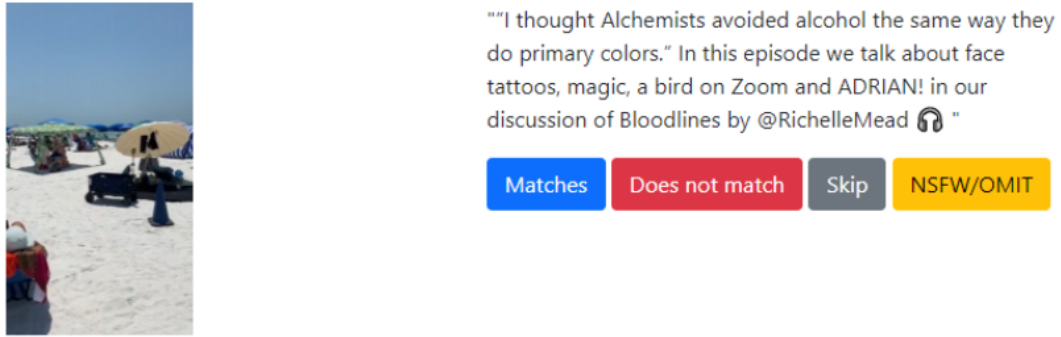 "”I thought Alchemists avoided alcohol the same way they
do primary colors.” In this episode we talk about face
tattoos, magic, a bird on Zoom and ADRIAN! in our
discussion of Bloodlines by @RichelleMead 🎧 "
Matches Does not match Skip NSFW/OMIT